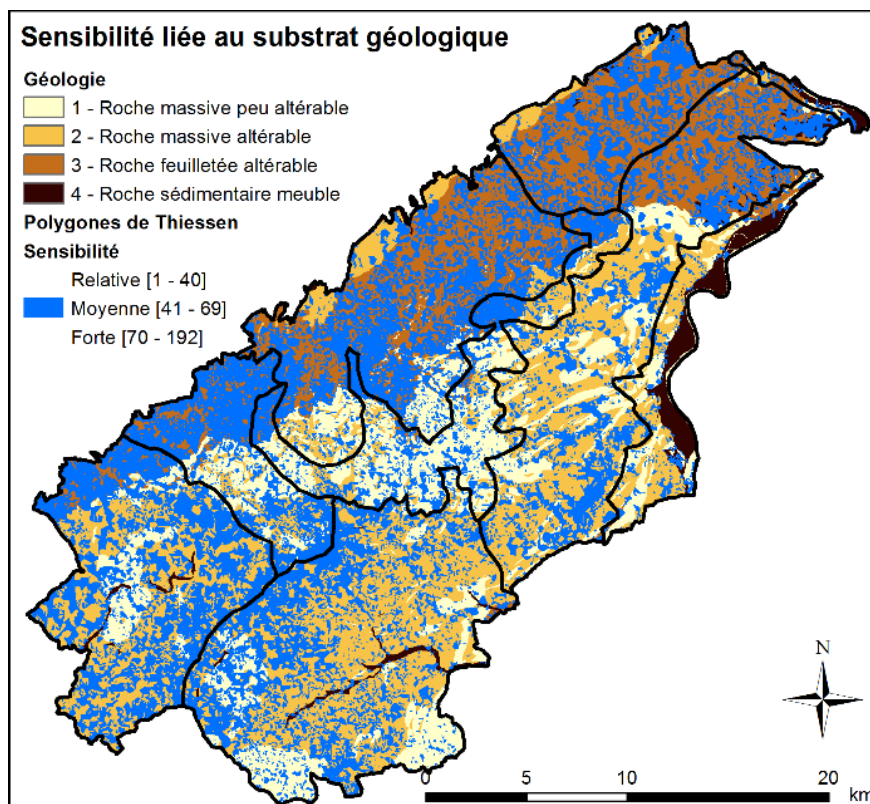 Sensibilité liée au substrat géologique
Géologie
1 - Roche massive peu altérable
2 - Roche massive altérable
3 - Roche feuilletée altérable
4 - Roche sédimentaire meuble
Polygones de Thiessen
Sensibilité
Relative [1 - 40]
Moyenne [41 - 69]
Forte [70 - 192]
N
0 5 10 20
km